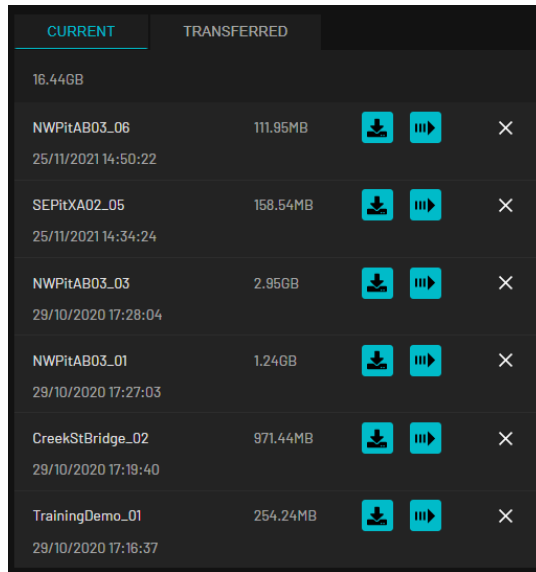 CURRENT TRANSFERRED
16.44GB
NWPitAB03_06 111.95MB
25/11/2021 14:50:22
SEPitXA02_05 158.54MB
25/11/2021 14:34:24
NWPitAB03_03 2.95GB
29/10/2020 17:28:04
NWPitAB03_01 1.24GB
29/10/2020 17:27:03
CreekStBridge_02 971.44MB
29/10/2020 17:19:40
TrainingDemo_01 254.24MB
29/10/2020 17:16:37